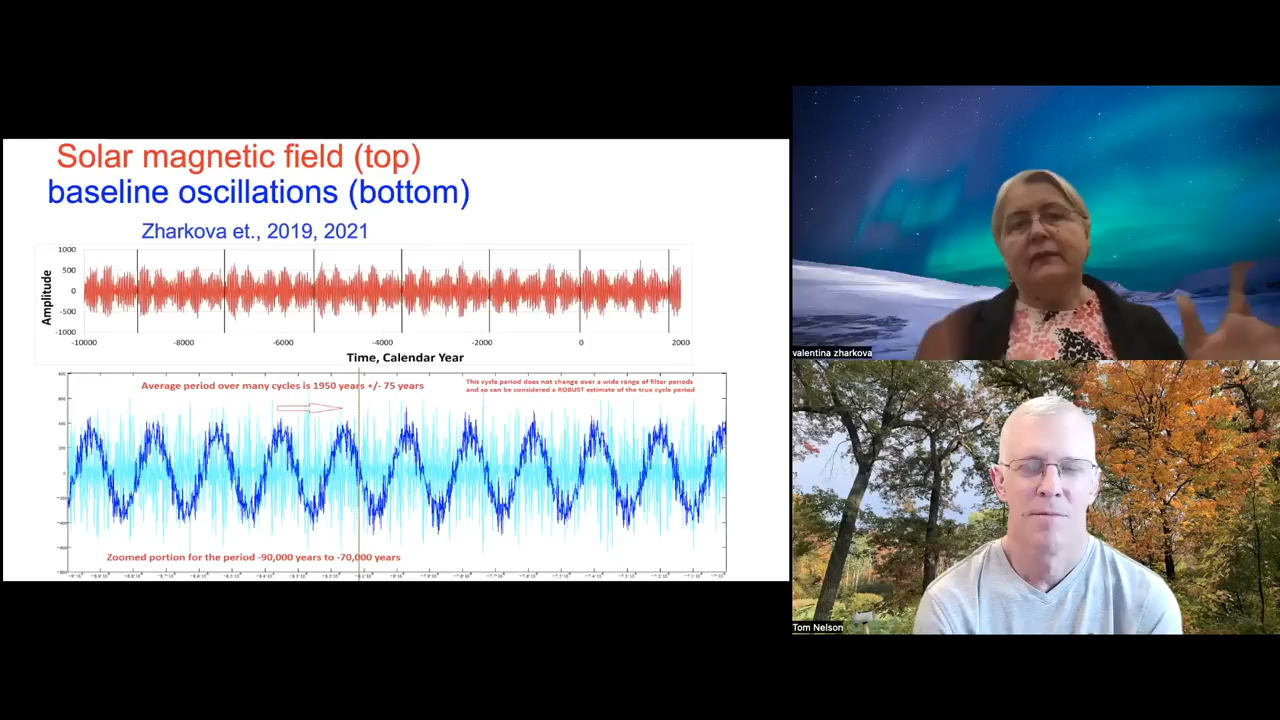 Solar magnetic field (top)
baseline oscillations (bottom)
Zharkova et., 2019, 2021
1000
500
0
-500
-1000
Amplitude
-10000 -8000 -6000 -4000 -2000 0 2000
Time, Calendar Year
Average period over many cycles is 1950 years +/- 75 years
This cycle period does not change over a wide range of filter periods
and so can be considered a ROBUST estimate of the true cycle period
Zoomed portion for the period -90,000 years to -70,000 years
valentina zharkova
Tom Nelson